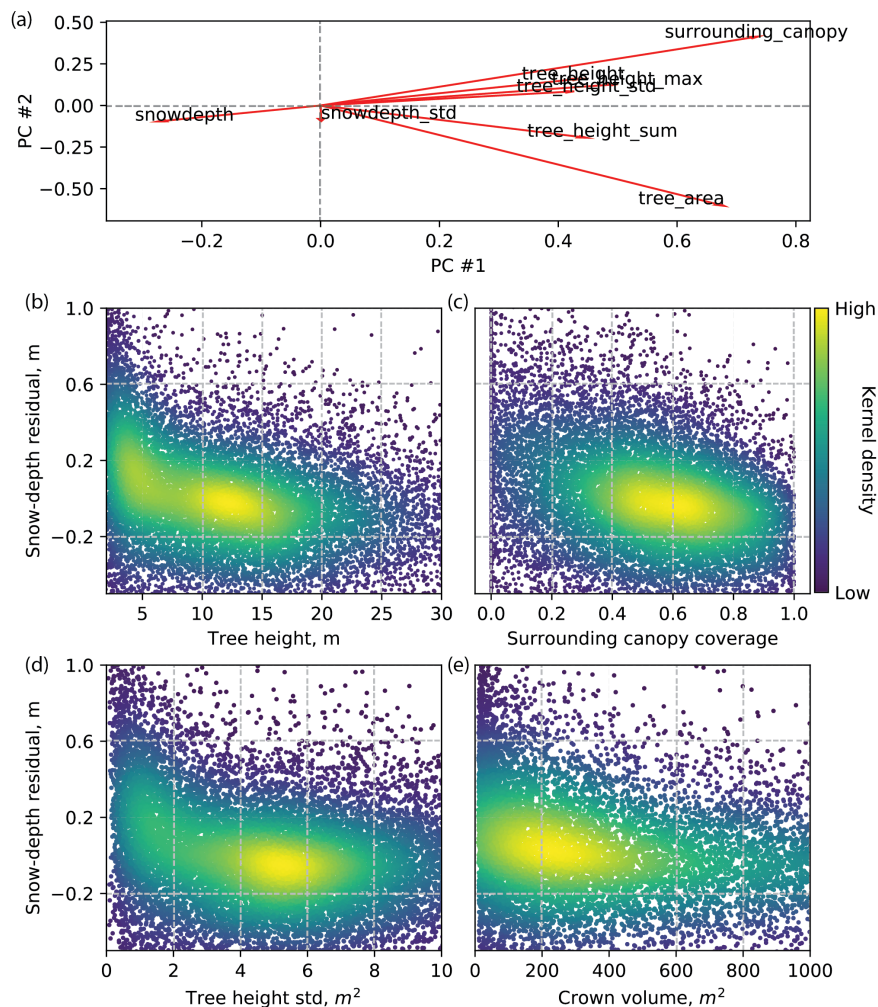 (a)
0.50
0.25
0.00
−0.25
−0.50
PC #2
surrounding_canopy
tree_height
tree_height_max
tree_height_std
snowdepth
snowdepth_std
tree_height_sum
tree_area
−0.2
0.0
0.2
0.4
0.6
0.8
PC #1
(b)
1.0
0.6
0.2
−0.2
Snow-depth residual, m
5
10
15
20
25
30
Tree height, m
(c)
0.0
0.2
0.4
0.6
0.8
1.0
Surrounding canopy coverage
High
Kernel density
Low
(d)
1.0
0.6
0.2
−0.2
Snow-depth residual, m
0
2
4
6
8
10
Tree height std, m²
(e)
0
200
400
600
800
1000
Crown volume, m²